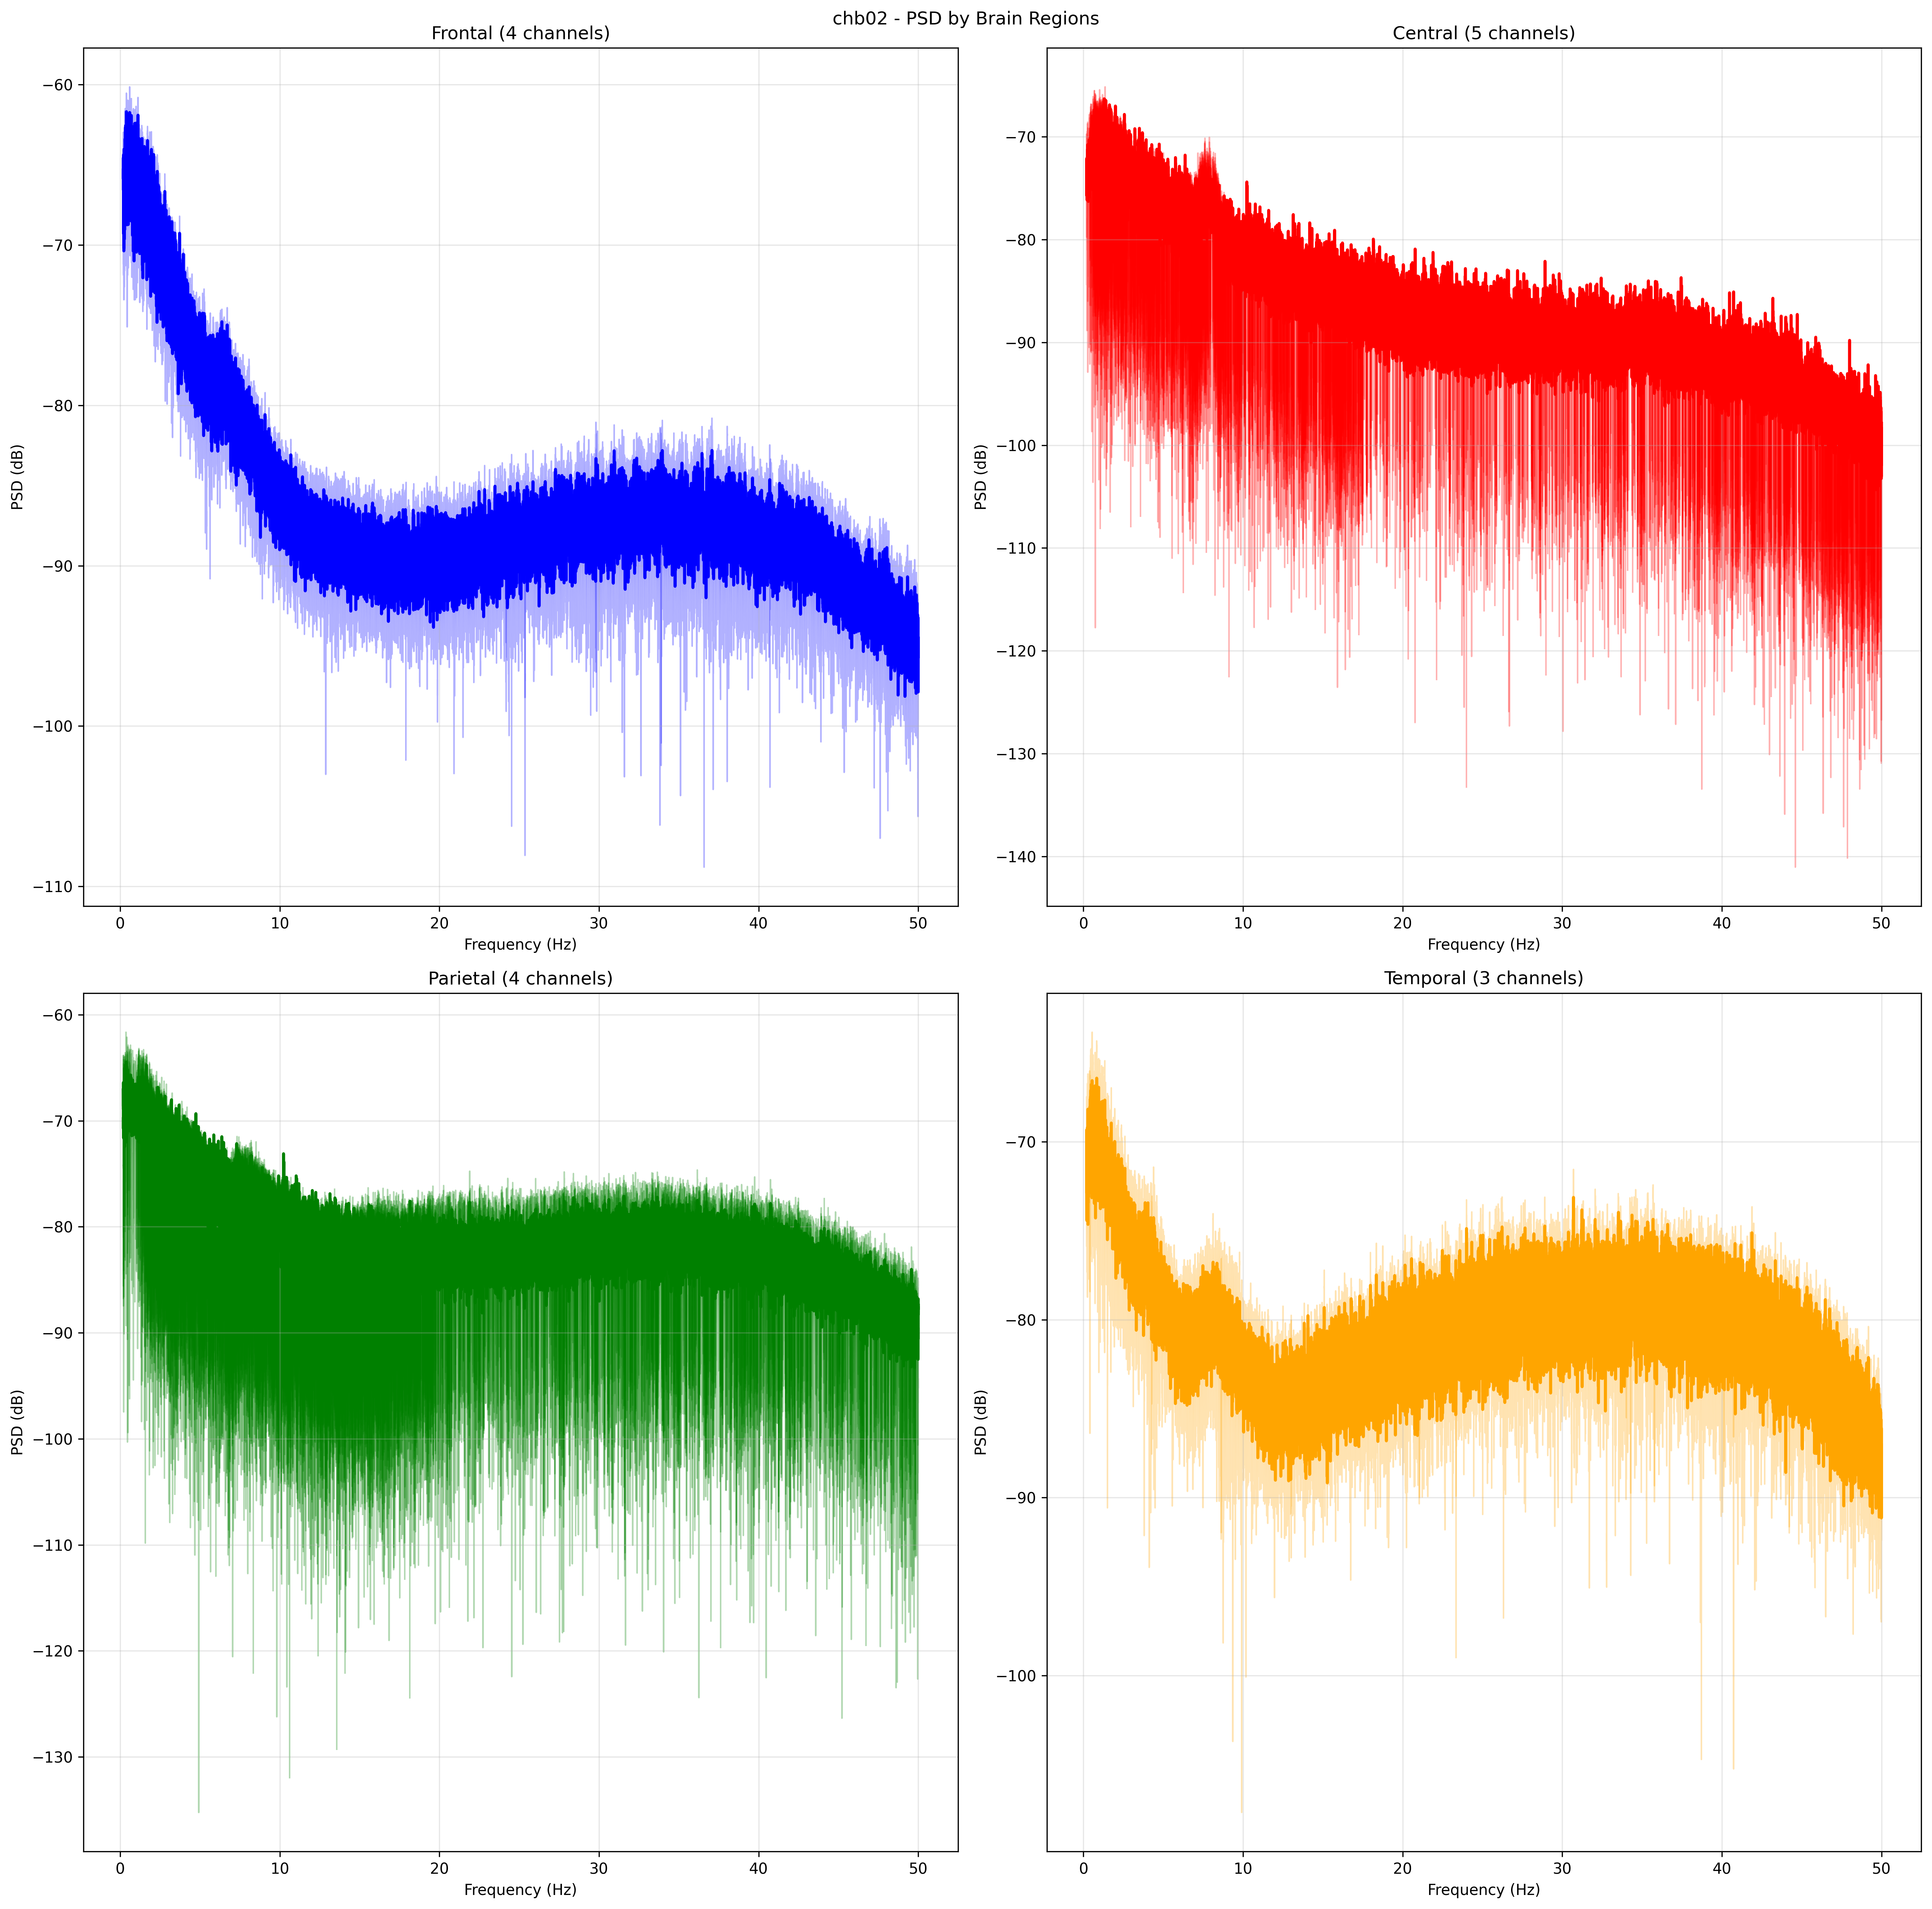 chb02 - PSD by Brain Regions
Frontal (4 channels)
PSD (dB)
−60
−70
−80
−90
−100
−110
0 10 20 30 40 50
Frequency (Hz)
Central (5 channels)
PSD (dB)
−70
−80
−90
−100
−110
−120
−130
−140
0 10 20 30 40 50
Frequency (Hz)
Parietal (4 channels)
PSD (dB)
−60
−70
−80
−90
−100
−110
−120
−130
0 10 20 30 40 50
Frequency (Hz)
Temporal (3 channels)
PSD (dB)
−70
−80
−90
−100
0 10 20 30 40 50
Frequency (Hz)